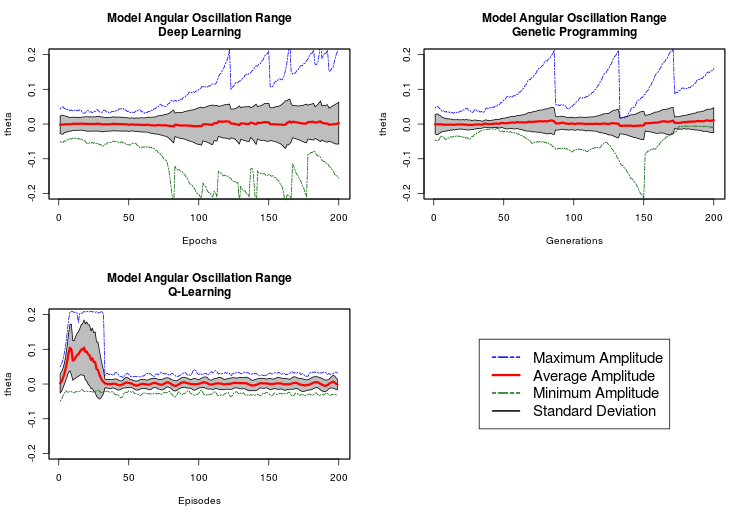 Model Angular Oscillation Range
Deep Learning
theta
0.2
0.1
0.0
-0.1
-0.2
0 50 100 150 200
Epochs
Model Angular Oscillation Range
Genetic Programming
theta
0.2
0.1
0.0
-0.1
-0.2
0 50 100 150 200
Generations
Model Angular Oscillation Range
Q-Learning
theta
0.2
0.1
0.0
-0.1
-0.2
0 50 100 150 200
Episodes
Maximum Amplitude
Average Amplitude
Minimum Amplitude
Standard Deviation